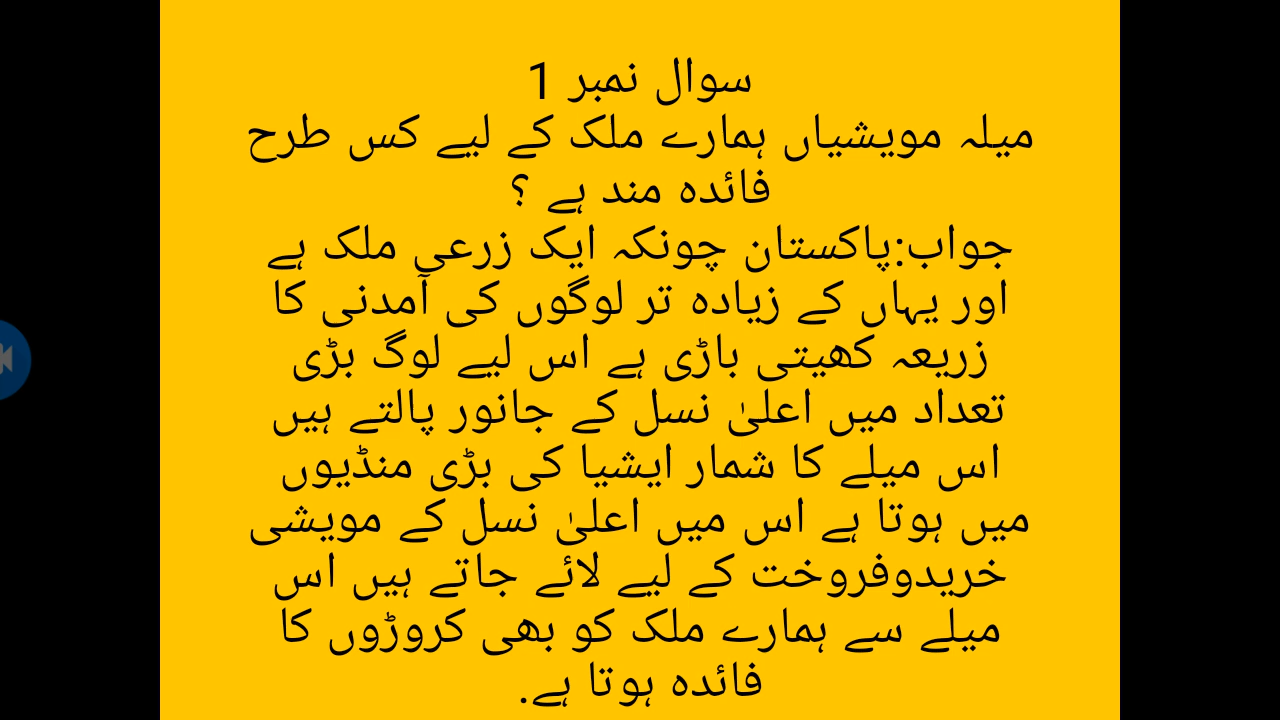 سوال نمبر 1
میلہ مویشیاں ہمارے ملک کے لیے کس طرح
فائدہ مند ہے ؟
جواب:پاکستان چونکہ ایک زرعی ملک ہے
اور یہاں کے زیادہ تر لوگوں کی آمدنی کا
زریعہ کھیتی باڑی ہے اس لیے لوگ بڑی
تعداد میں اعلیٰ نسل کے جانور پالتے ہیں
اس میلے کا شمار ایشیا کی بڑی منڈیوں
میں ہوتا ہے اس میں اعلیٰ نسل کے مویشی
خریدوفروخت کے لیے لائے جاتے ہیں اس
میلے سے ہمارے ملک کو بھی کروڑوں کا
فائدہ ہوتا ہے.